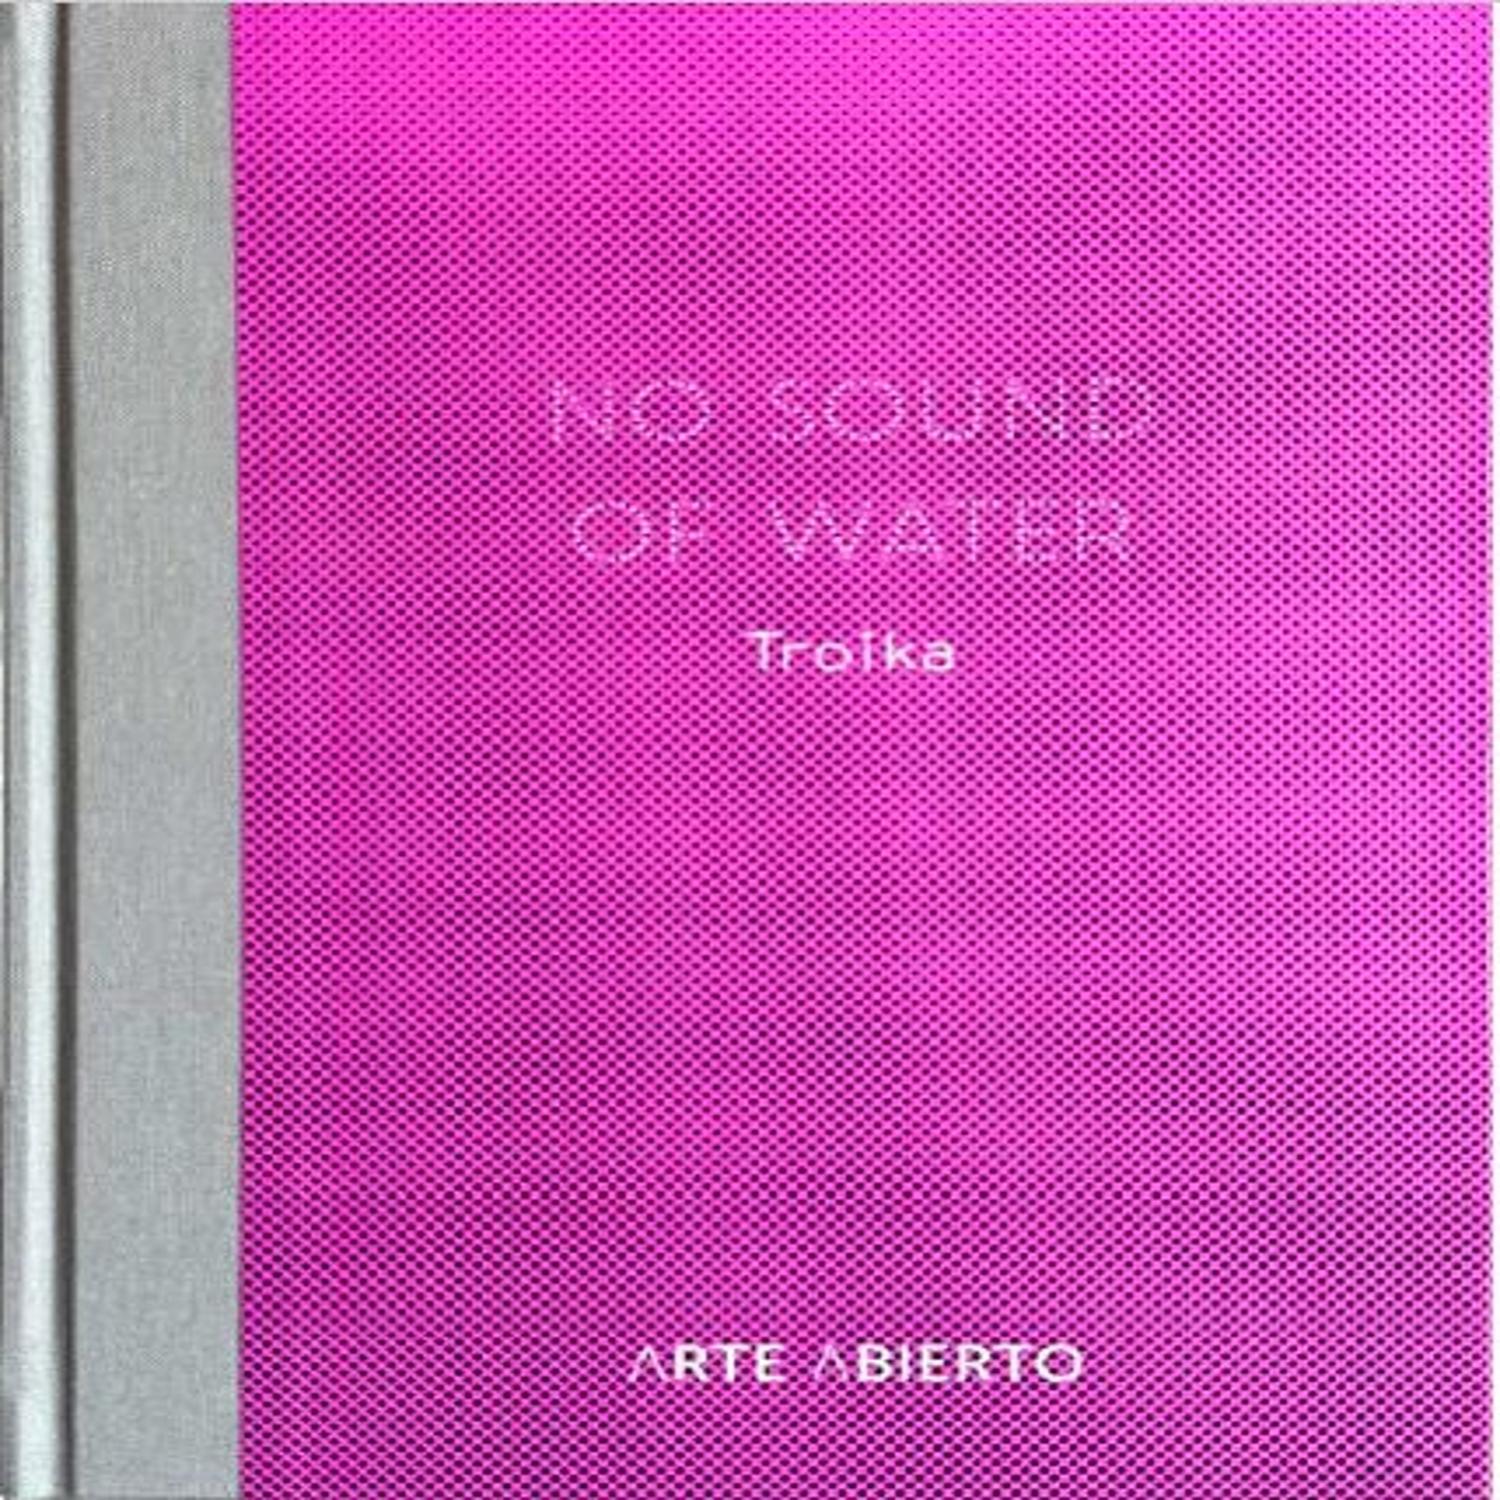 NO SOUND
OF WATER
Troika
ARTE ABIERTO